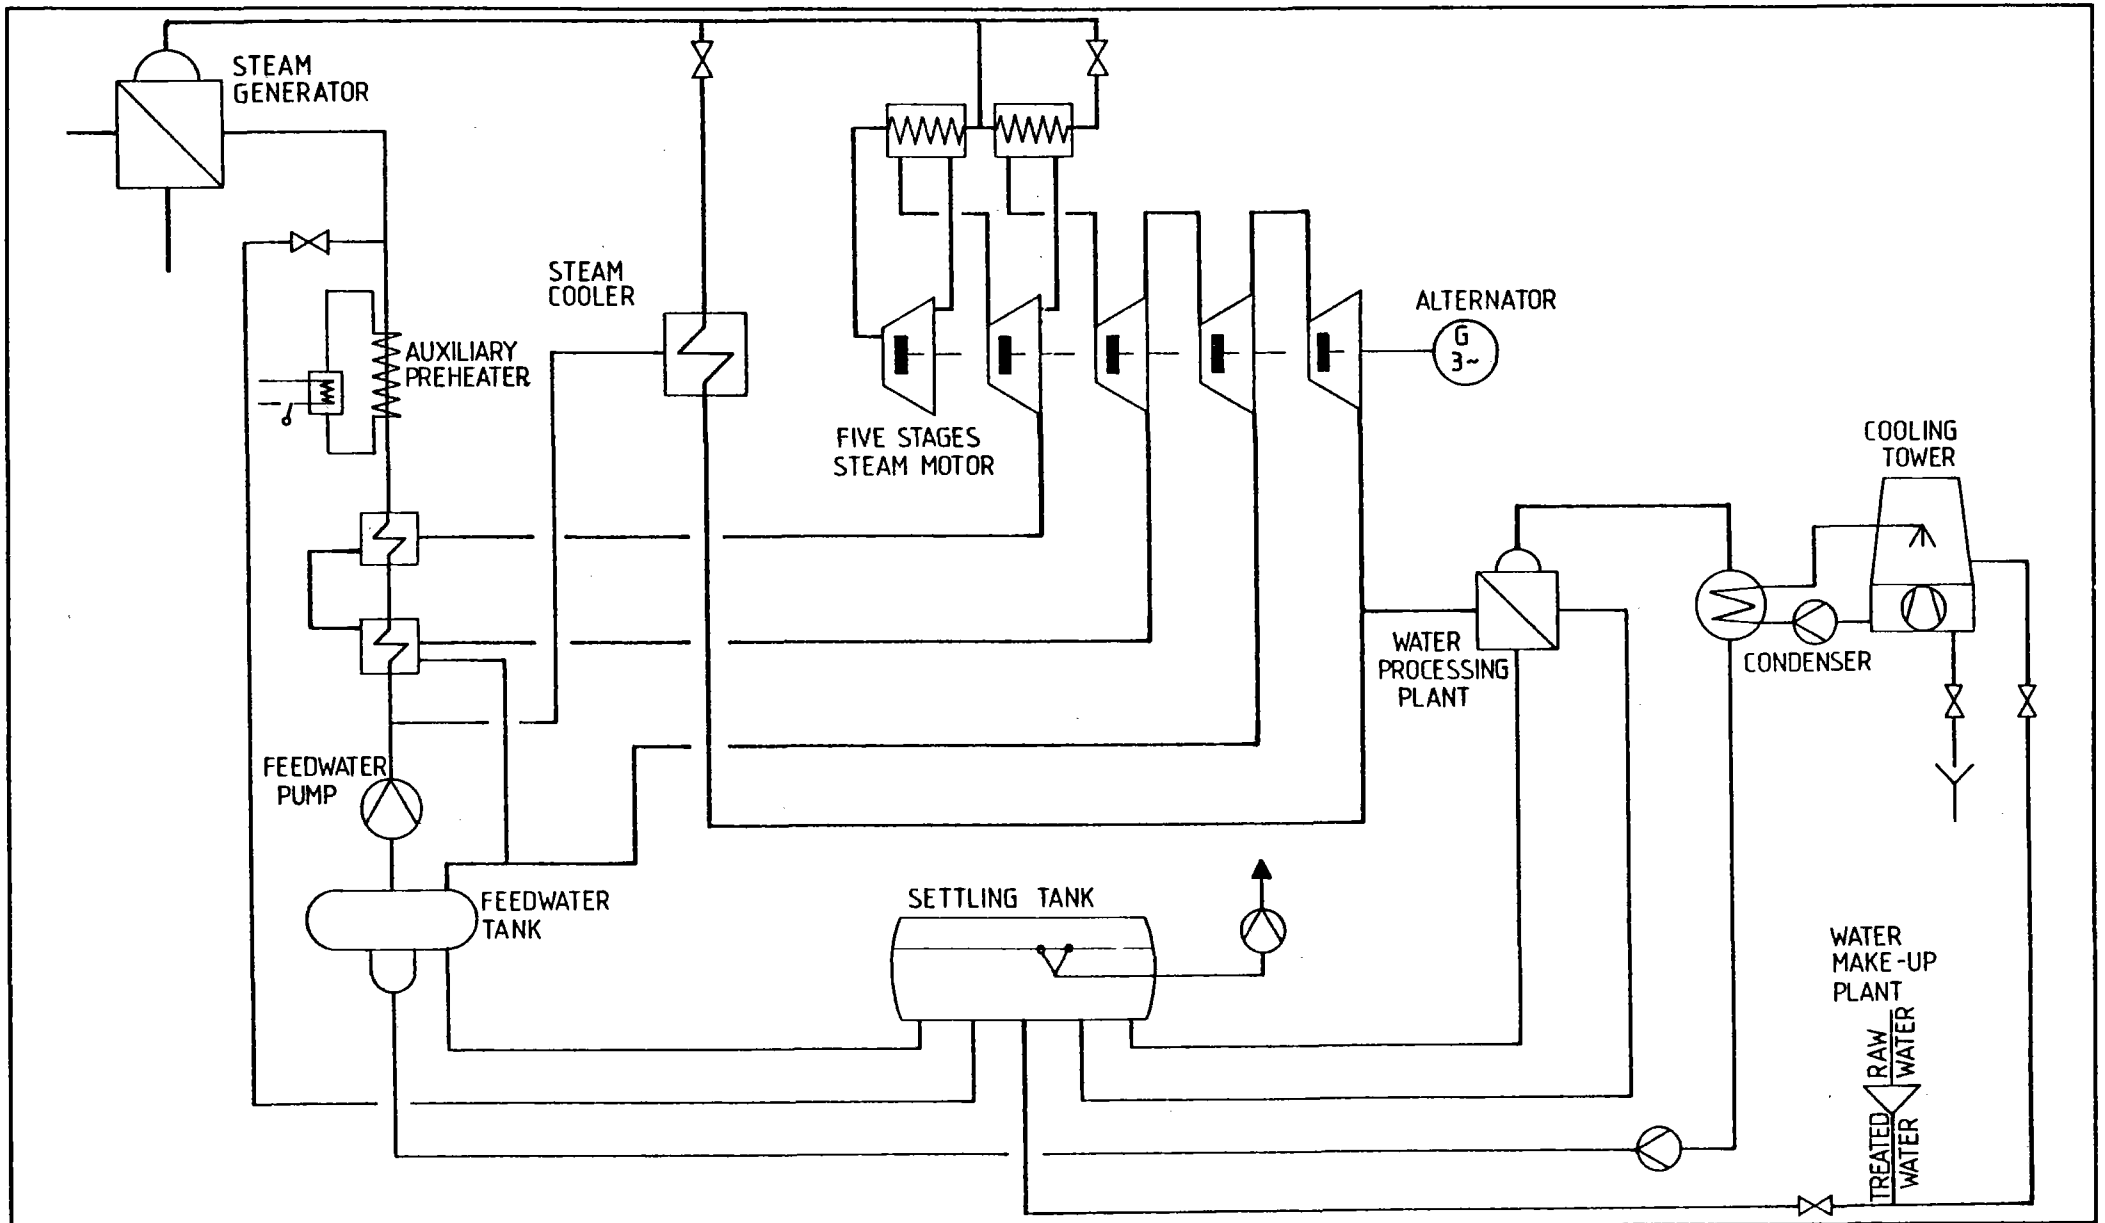 STEAM
GENERATOR
STEAM
COOLER
ALTERNATOR
G
3~
AUXILIARY
PREHEATER
FIVE STAGES
STEAM MOTOR
COOLING
TOWER
WATER
PROCESSING
PLANT
CONDENSER
FEEDWATER
PUMP
FEEDWATER
TANK
SETTLING TANK
WATER
MAKE-UP
PLANT
RAW
WATER
TREATED
WATER